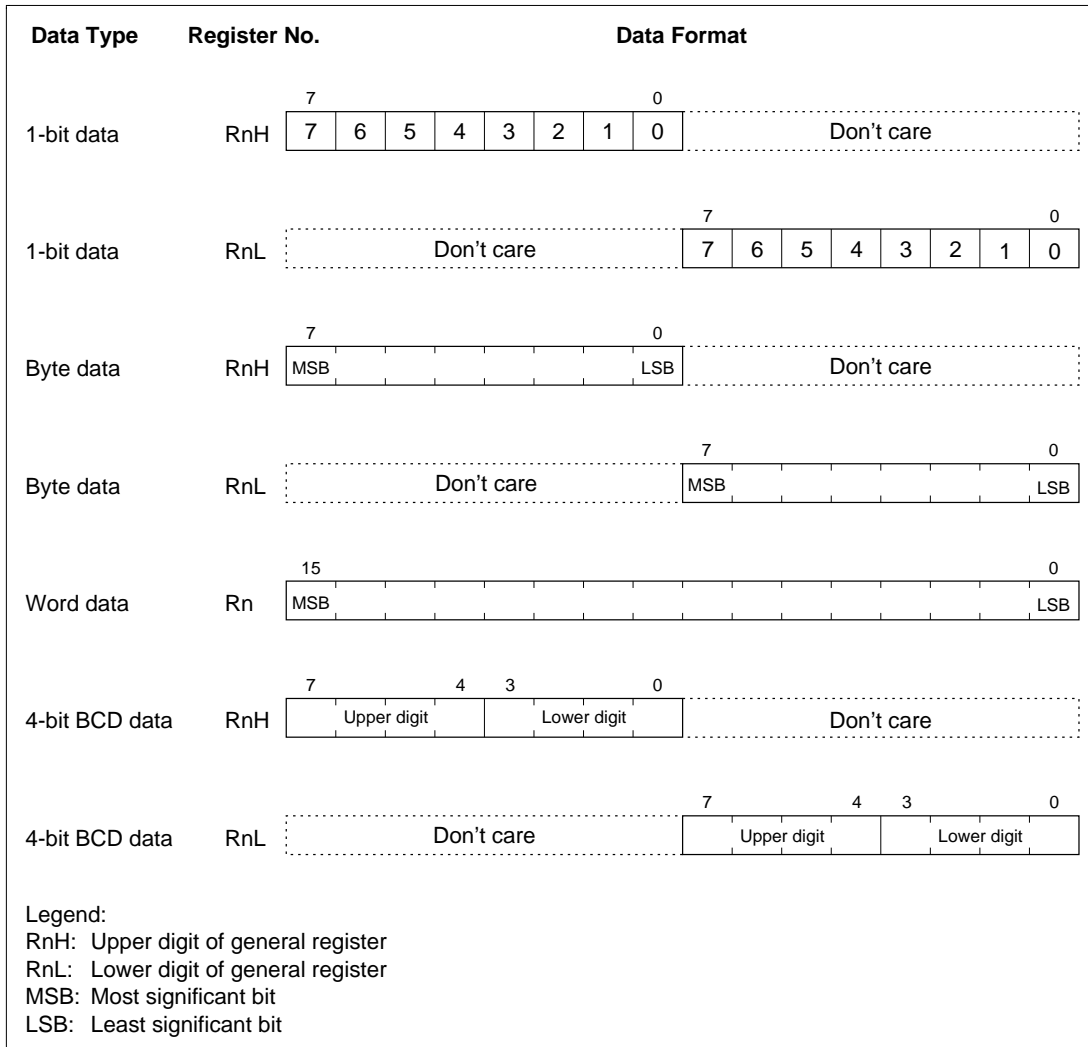 Data Type Register No. Data Format
7 0
1-bit data RnH 7 6 5 4 3 2 1 0 Don't care
7 0
1-bit data RnL Don't care 7 6 5 4 3 2 1 0
7 0
Byte data RnH MSB LSB Don't care
7 0
Byte data RnL Don't care MSB LSB
15 0
Word data Rn MSB LSB
7 4 3 0
4-bit BCD data RnH Upper digit Lower digit Don't care
7 4 3 0
4-bit BCD data RnL Don't care Upper digit Lower digit
Legend:
RnH: Upper digit of general register
RnL: Lower digit of general register
MSB: Most significant bit
LSB: Least significant bit